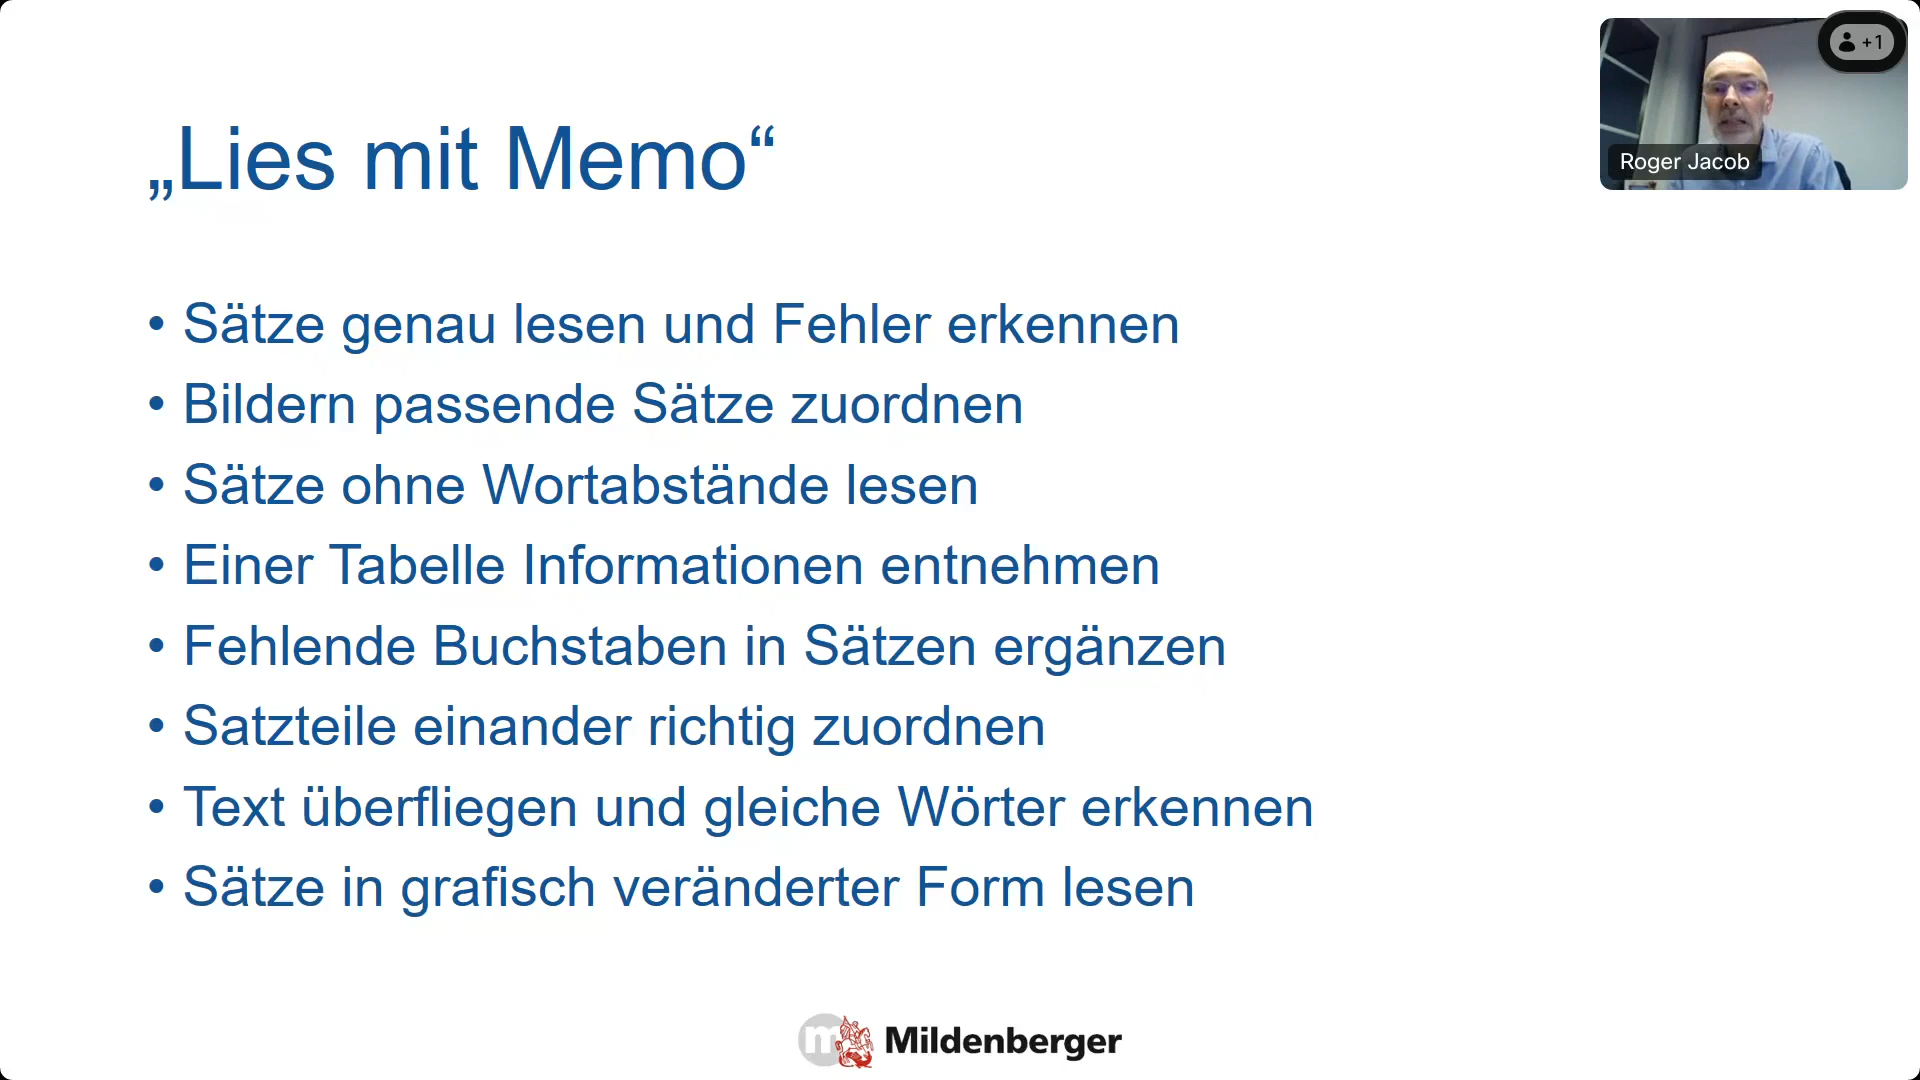 „Lies mit Memo“
• Sätze genau lesen und Fehler erkennen
• Bildern passende Sätze zuordnen
• Sätze ohne Wortabstände lesen
• Einer Tabelle Informationen entnehmen
• Fehlende Buchstaben in Sätzen ergänzen
• Satzteile einander richtig zuordnen
• Text überfliegen und gleiche Wörter erkennen
• Sätze in grafisch veränderter Form lesen
+1
Roger Jacob
m Mildenberger